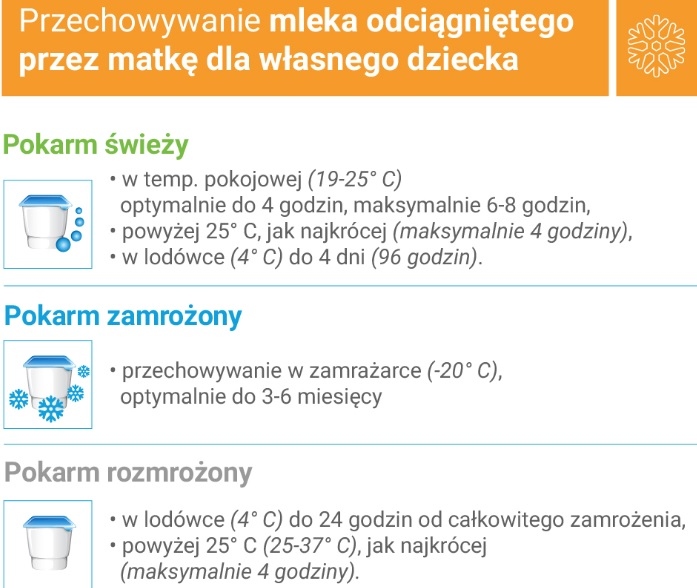 Przechowywanie mleka odciągniętego
przez matkę dla własnego dziecka
Pokarm świeży
• w temp. pokojowej (19-25° C)
optymalnie do 4 godzin, maksymalnie 6-8 godzin,
• powyżej 25° C, jak najkrócej (maksymalnie 4 godziny),
• w lodówce (4° C) do 4 dni (96 godzin).
Pokarm zamrożony
• przechowywanie w zamrażarce (-20° C),
optymalnie do 3-6 miesięcy
Pokarm rozmrożony
• w lodówce (4° C) do 24 godzin od całkowitego zamrożenia,
• powyżej 25° C (25-37° C), jak najkrócej
(maksymalnie 4 godziny).